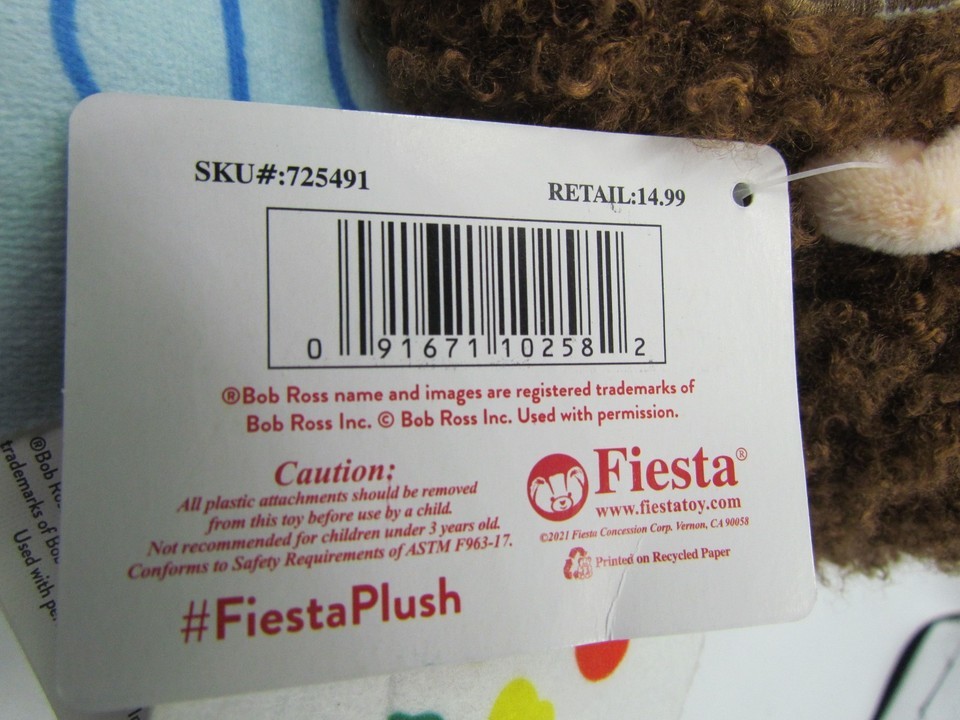 SKU#:725491
RETAIL:14.99
0 91671 10258 2
®Bob Ross name and images are registered trademarks of
Bob Ross Inc. © Bob Ross Inc. Used with permission.
Caution:
All plastic attachments should be removed
from this toy before use by a child.
Not recommended for children under 3 years old.
Conforms to Safety Requirements of ASTM F963-17.
#FiestaPlush
Fiesta®
www.fiestatoy.com
©2021 Fiesta Concession Corp. Vernon, CA 90058
Printed on Recycled Paper
®Bob
trademarks of
Used with